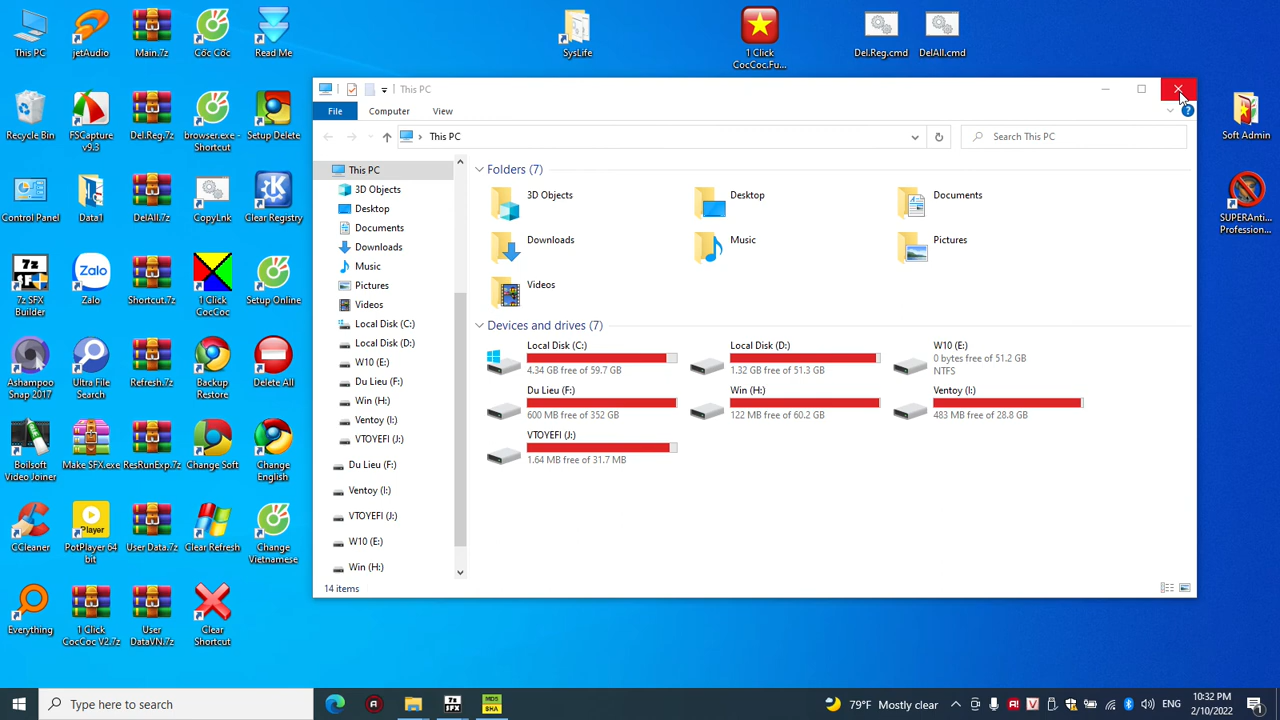 This PC
jetAudio
Main.7z
Cốc Cốc
Read Me
SysLife
1 Click
CocCoc.Fu...
Del.Reg.cmd
DelAll.cmd
Recycle Bin
FSCapture
v9.3
Del.Reg.7z
browser.exe -
Shortcut
Setup Delete
Soft Admin
Control Panel
Data1
DelAll.7z
CopyLnk
Clear Registry
SUPERAnti...
Profession...
7z SFX
Builder
Zalo
Shortcut.7z
1 Click
CocCoc
Setup Online
Ashampoo
Snap 2017
Ultra File
Search
Refresh.7z
Backup
Restore
Delete All
Boilsoft
Video Joiner
Make SFX.exe
ResRunExp.7z
Change Soft
Change
English
CCleaner
PotPlayer 64
bit
User Data.7z
Clear Refresh
Change
Vietnamese
Everything
1 Click
CocCoc V2.7z
User
DataVN.7z
Clear
Shortcut
This PC
File
Computer
View
This PC
Search This PC
This PC
3D Objects
Desktop
Documents
Downloads
Music
Pictures
Videos
Local Disk (C:)
Local Disk (D:)
W10 (E:)
Du Lieu (F:)
Win (H:)
Ventoy (I:)
VTOYEFI (J:)
Du Lieu (F:)
Ventoy (I:)
VTOYEFI (J:)
W10 (E:)
Win (H:)
Folders (7)
3D Objects
Desktop
Documents
Downloads
Music
Pictures
Videos
Devices and drives (7)
Local Disk (C:)
4.34 GB free of 59.7 GB
Local Disk (D:)
1.32 GB free of 51.3 GB
W10 (E:)
0 bytes free of 51.2 GB
NTFS
Du Lieu (F:)
600 MB free of 352 GB
Win (H:)
122 MB free of 60.2 GB
Ventoy (I:)
483 MB free of 28.8 GB
VTOYEFI (J:)
1.64 MB free of 31.7 MB
14 items
Type here to search
79°F Mostly clear
ENG
10:32 PM
2/10/2022